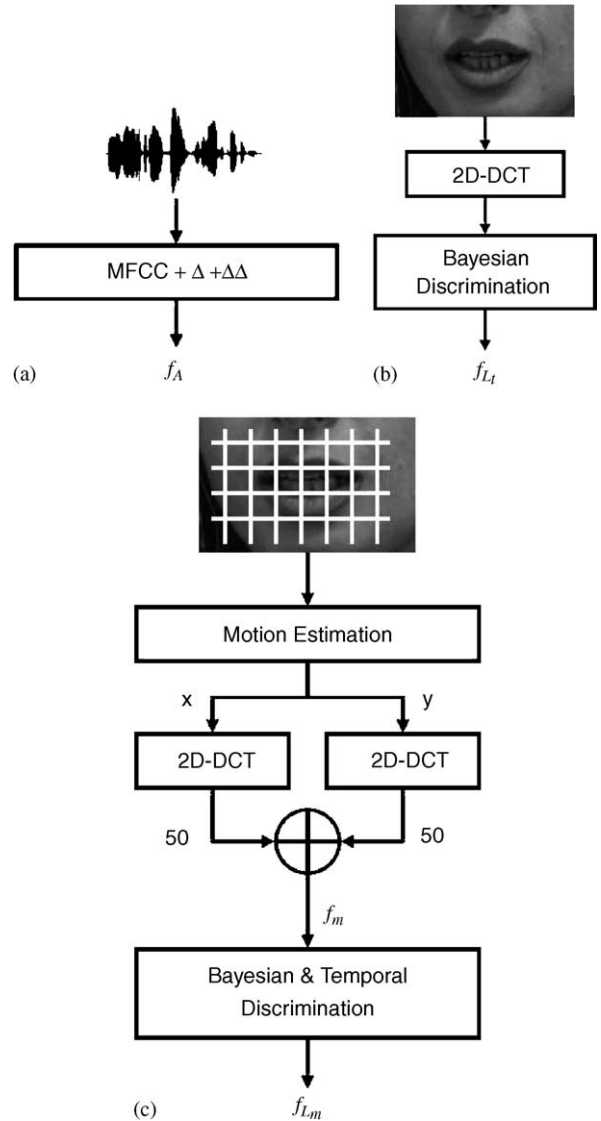 MFCC + Δ +ΔΔ
(a)
f_A
2D-DCT
Bayesian
Discrimination
(b)
f_{L_t}
Motion Estimation
x
y
2D-DCT
2D-DCT
50
50
f_m
Bayesian & Temporal
Discrimination
(c)
f_{L_m}